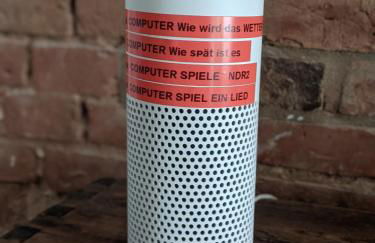 COMPUTER Wie wird das WETTER
COMPUTER Wie spät ist es
COMPUTER SPIELE NDR2
COMPUTER SPIEL EIN LIED